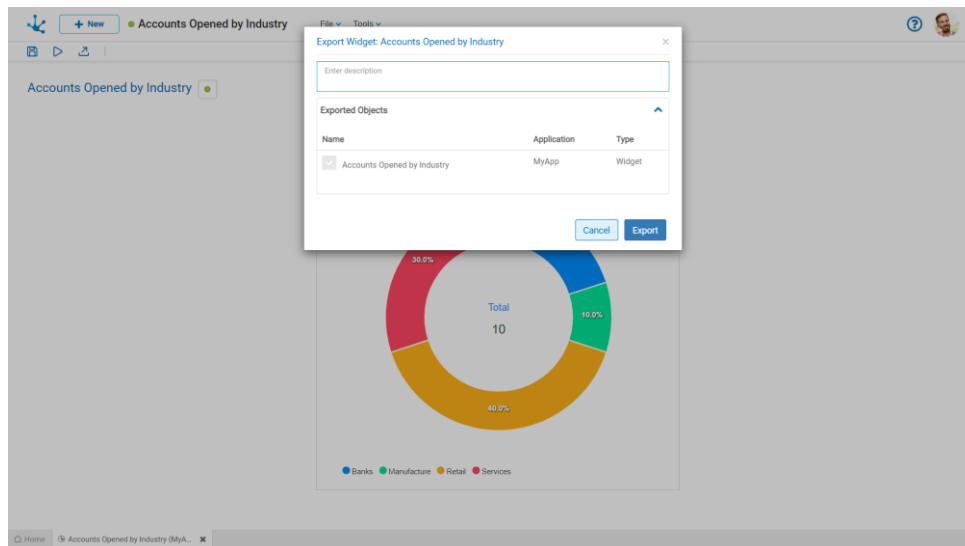 + New
Accounts Opened by Industry
File Tools
?
Export Widget: Accounts Opened by Industry
×
Enter description
Accounts Opened by Industry
Exported Objects
Name Application Type
Accounts Opened by Industry MyApp Widget
Cancel Export
30.0%
Total
10
10.0%
40.0%
Banks Manufacture Retail Services
Home Accounts Opened by Industry (MyA...